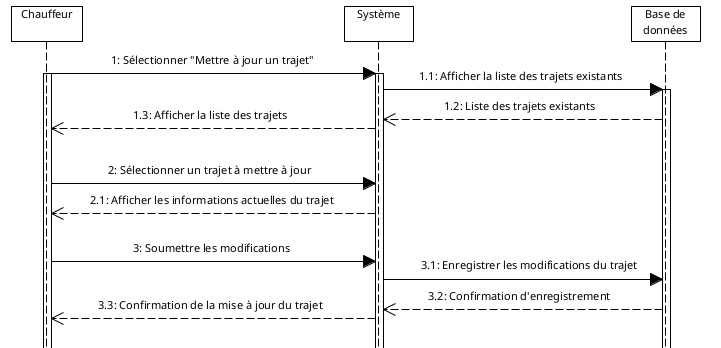 Chauffeur
Système
Base de
données
1: Sélectionner "Mettre à jour un trajet"
1.1: Afficher la liste des trajets existants
1.2: Liste des trajets existants
1.3: Afficher la liste des trajets
2: Sélectionner un trajet à mettre à jour
2.1: Afficher les informations actuelles du trajet
3: Soumettre les modifications
3.1: Enregistrer les modifications du trajet
3.2: Confirmation d'enregistrement
3.3: Confirmation de la mise à jour du trajet